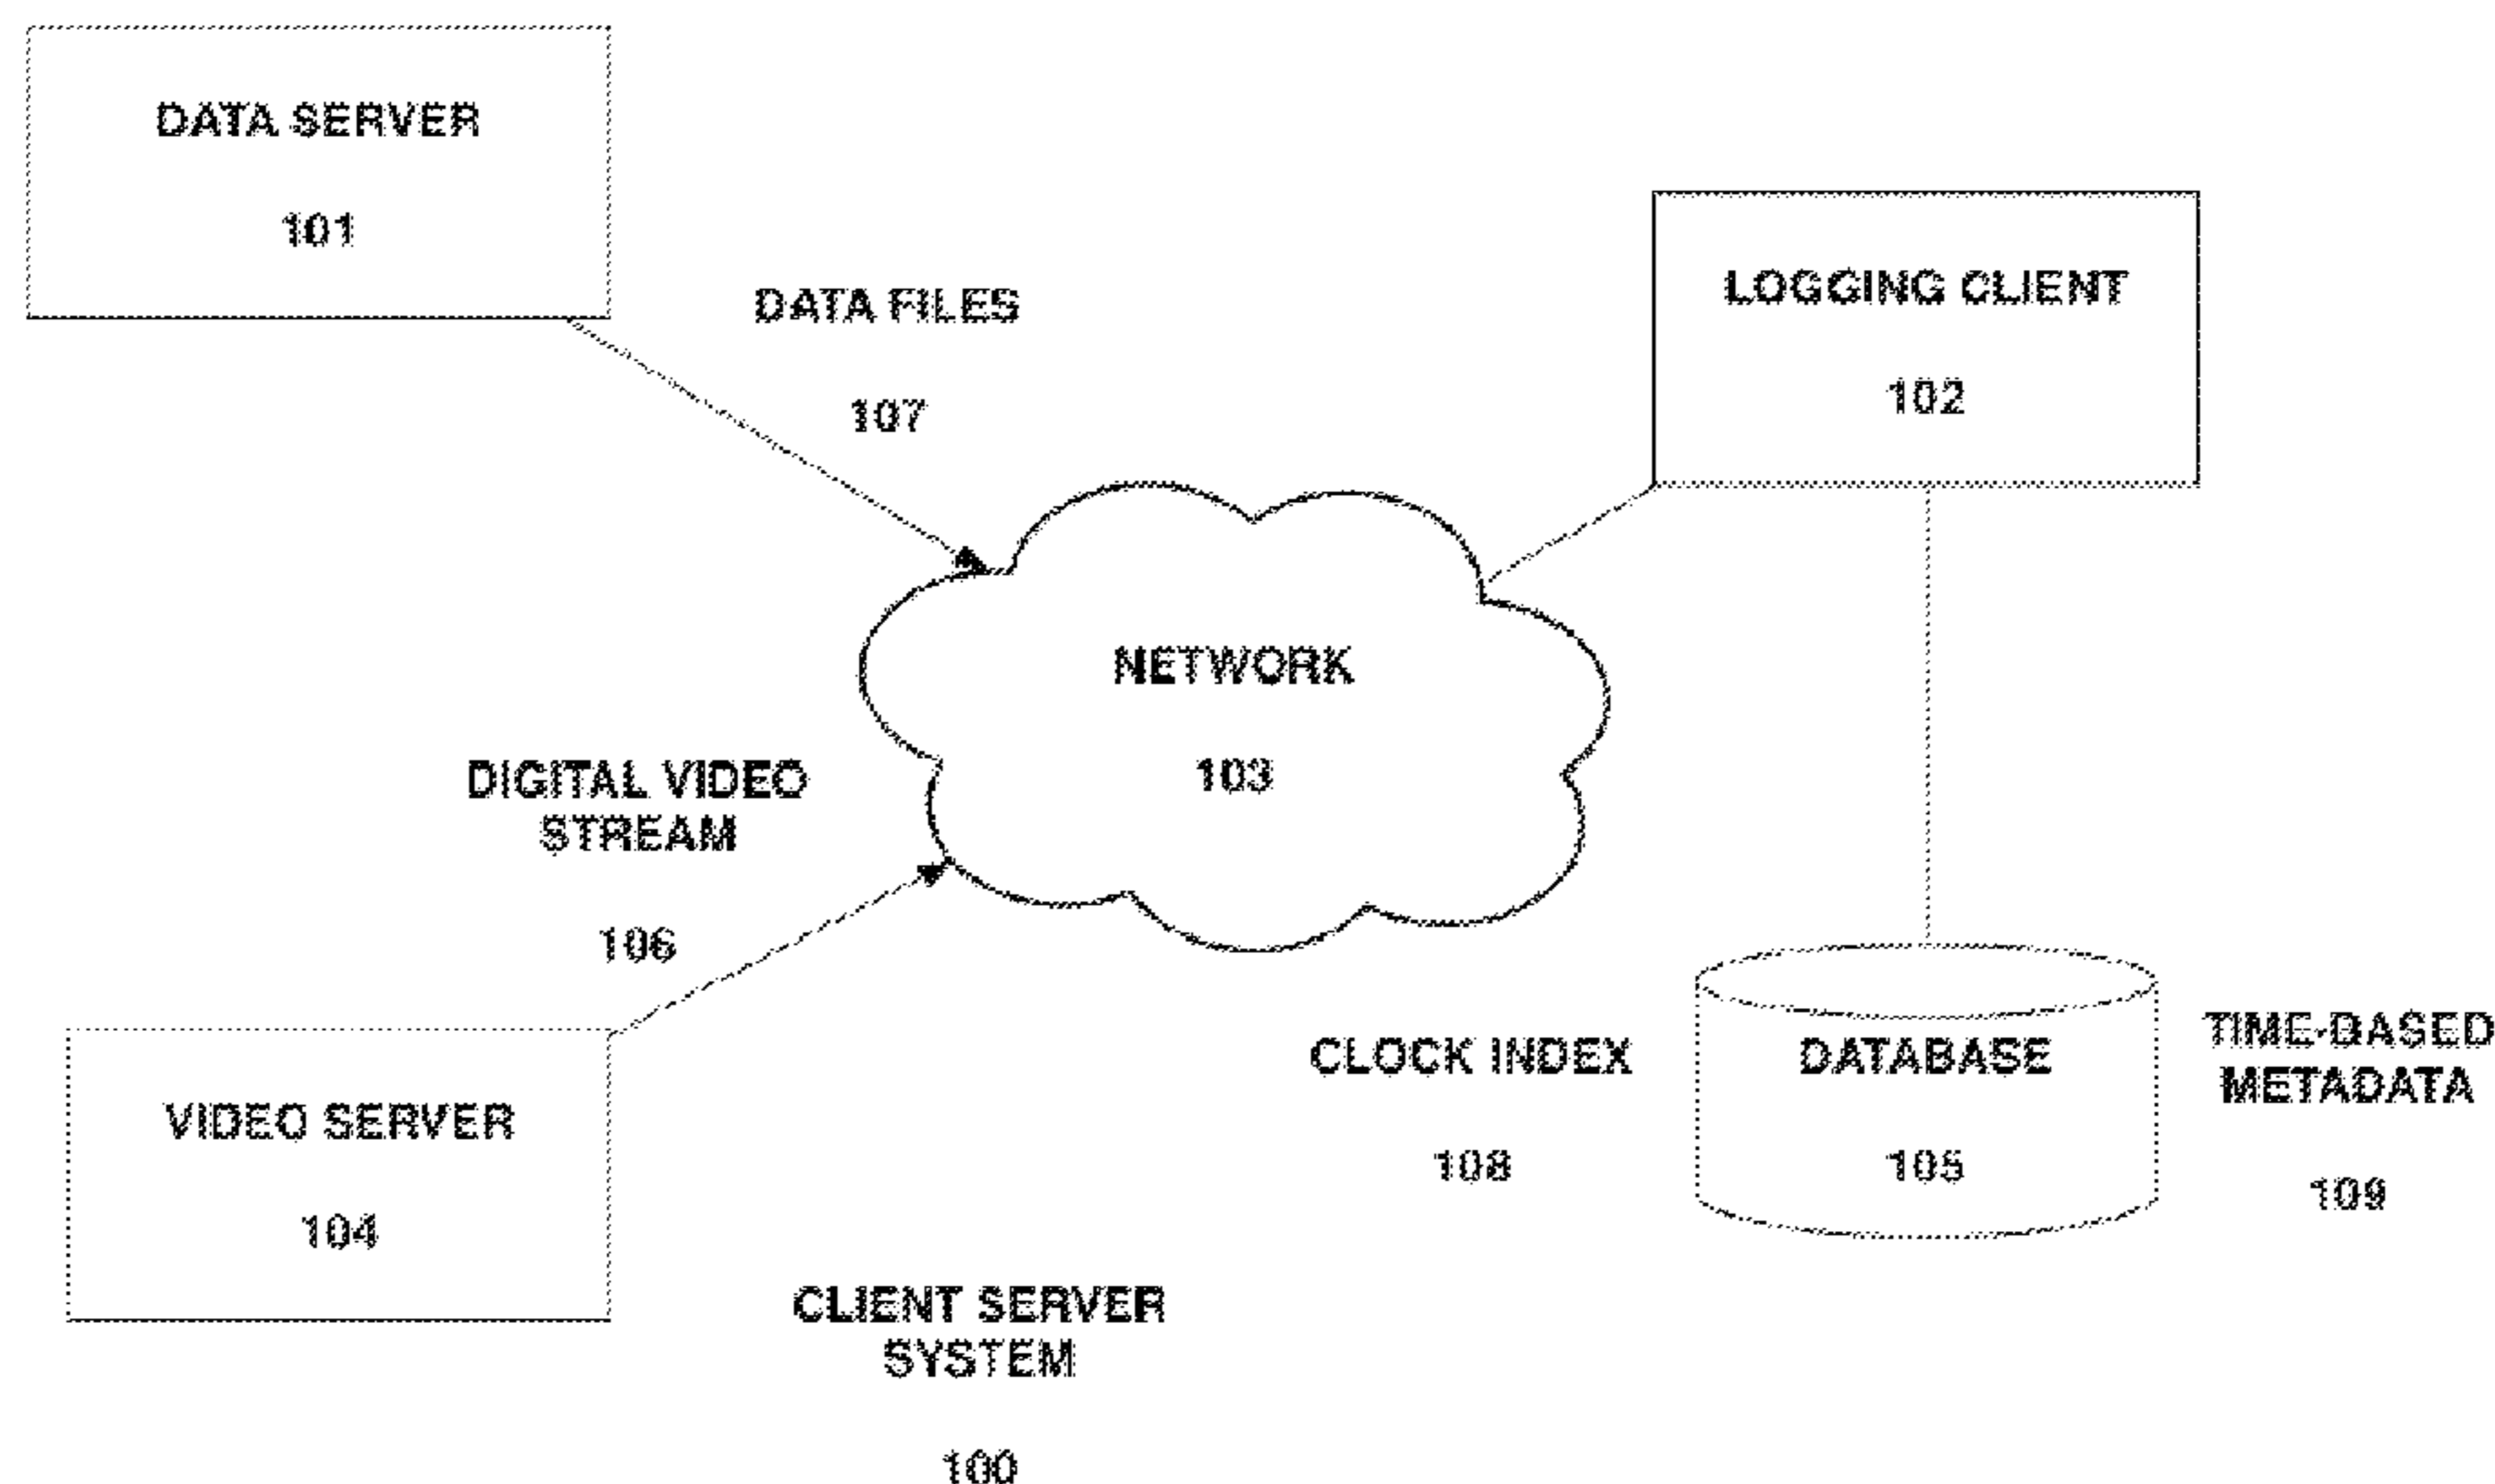 DATA SERVER
101
DATA FILES
107
LOGGING CLIENT
102
NETWORK
103
DIGITAL VIDEO
STREAM
106
VIDEO SERVER
104
CLOCK INDEX
108
DATABASE
105
TIME-BASED
METADATA
109
CLIENT SERVER
SYSTEM
100